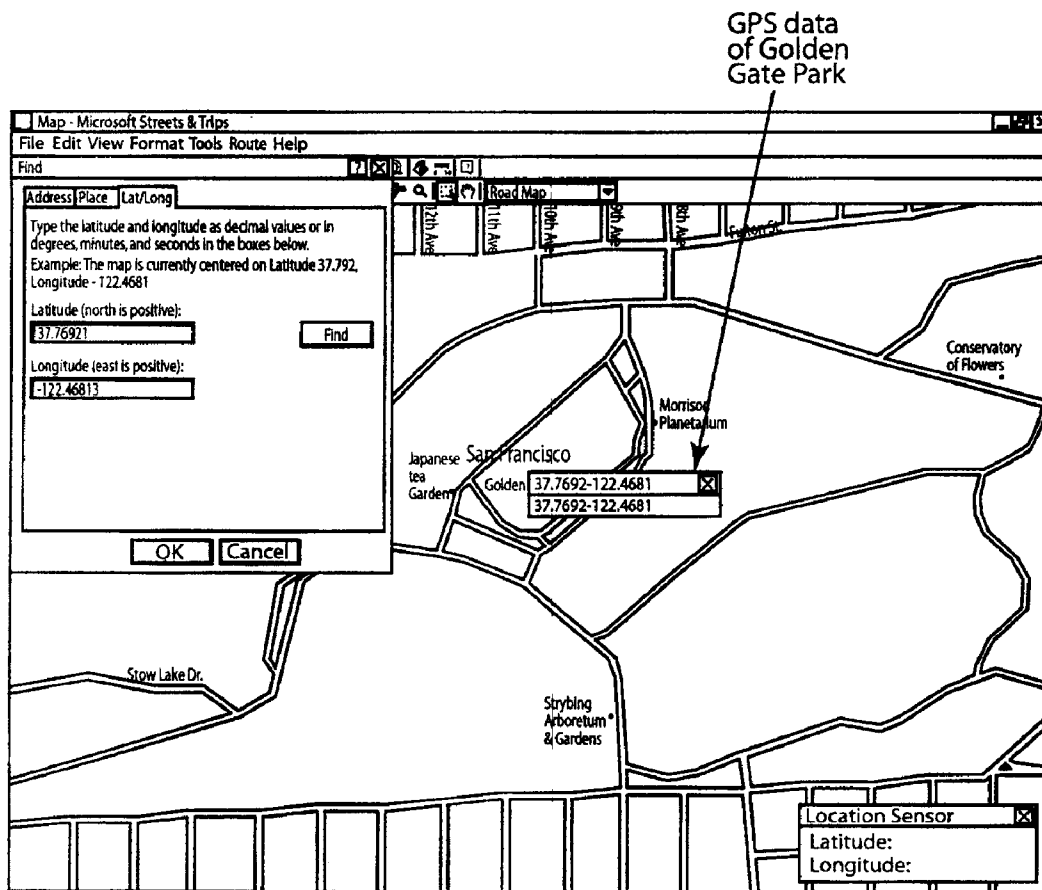 GPS data
of Golden
Gate Park
Map - Microsoft Streets & Trips
File Edit View Format Tools Route Help
Find
Address Place Lat/Long
Road Map
Type the latitude and longitude as decimal values or in
degrees, minutes, and seconds in the boxes below.
Example: The map is currently centered on Latitude 37.792,
Longitude - 122.4681
Latitude (north is positive):
37.76921
Find
Longitude (east is positive):
-122.46813
OK Cancel
12th Ave
11th Ave
10th Ave
9th Ave
8th Ave
Fulton St.
Conservatory
of Flowers
Morrison
Planetarium
San Francisco
Japanese
tea
Garden
Golden
37.7692-122.4681
37.7692-122.4681
Stow Lake Dr.
Strybing
Arboretum
& Gardens
Location Sensor
Latitude:
Longitude: